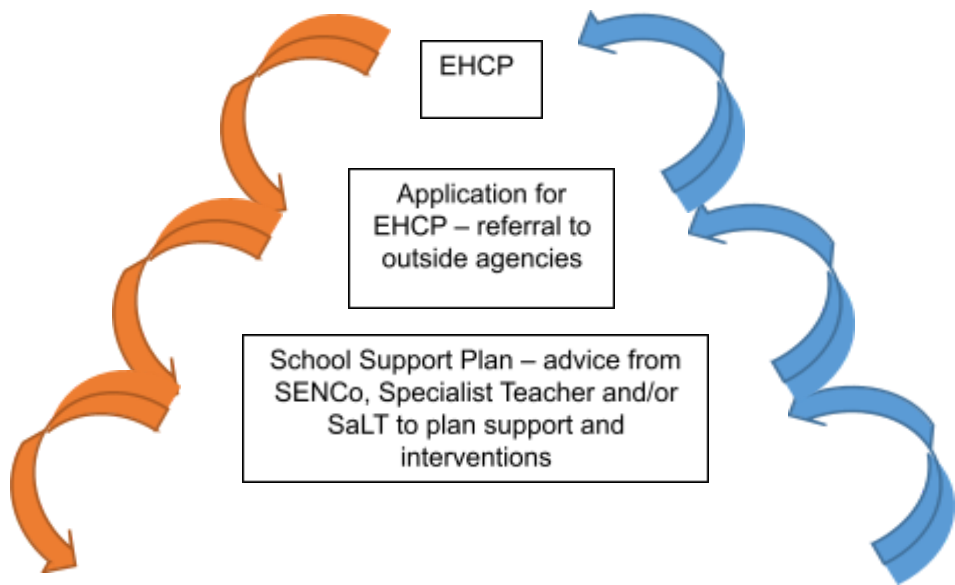 EHCP
Application for
EHCP – referral to
outside agencies
School Support Plan – advice from
SENCo, Specialist Teacher and/or
SaLT to plan support and
interventions